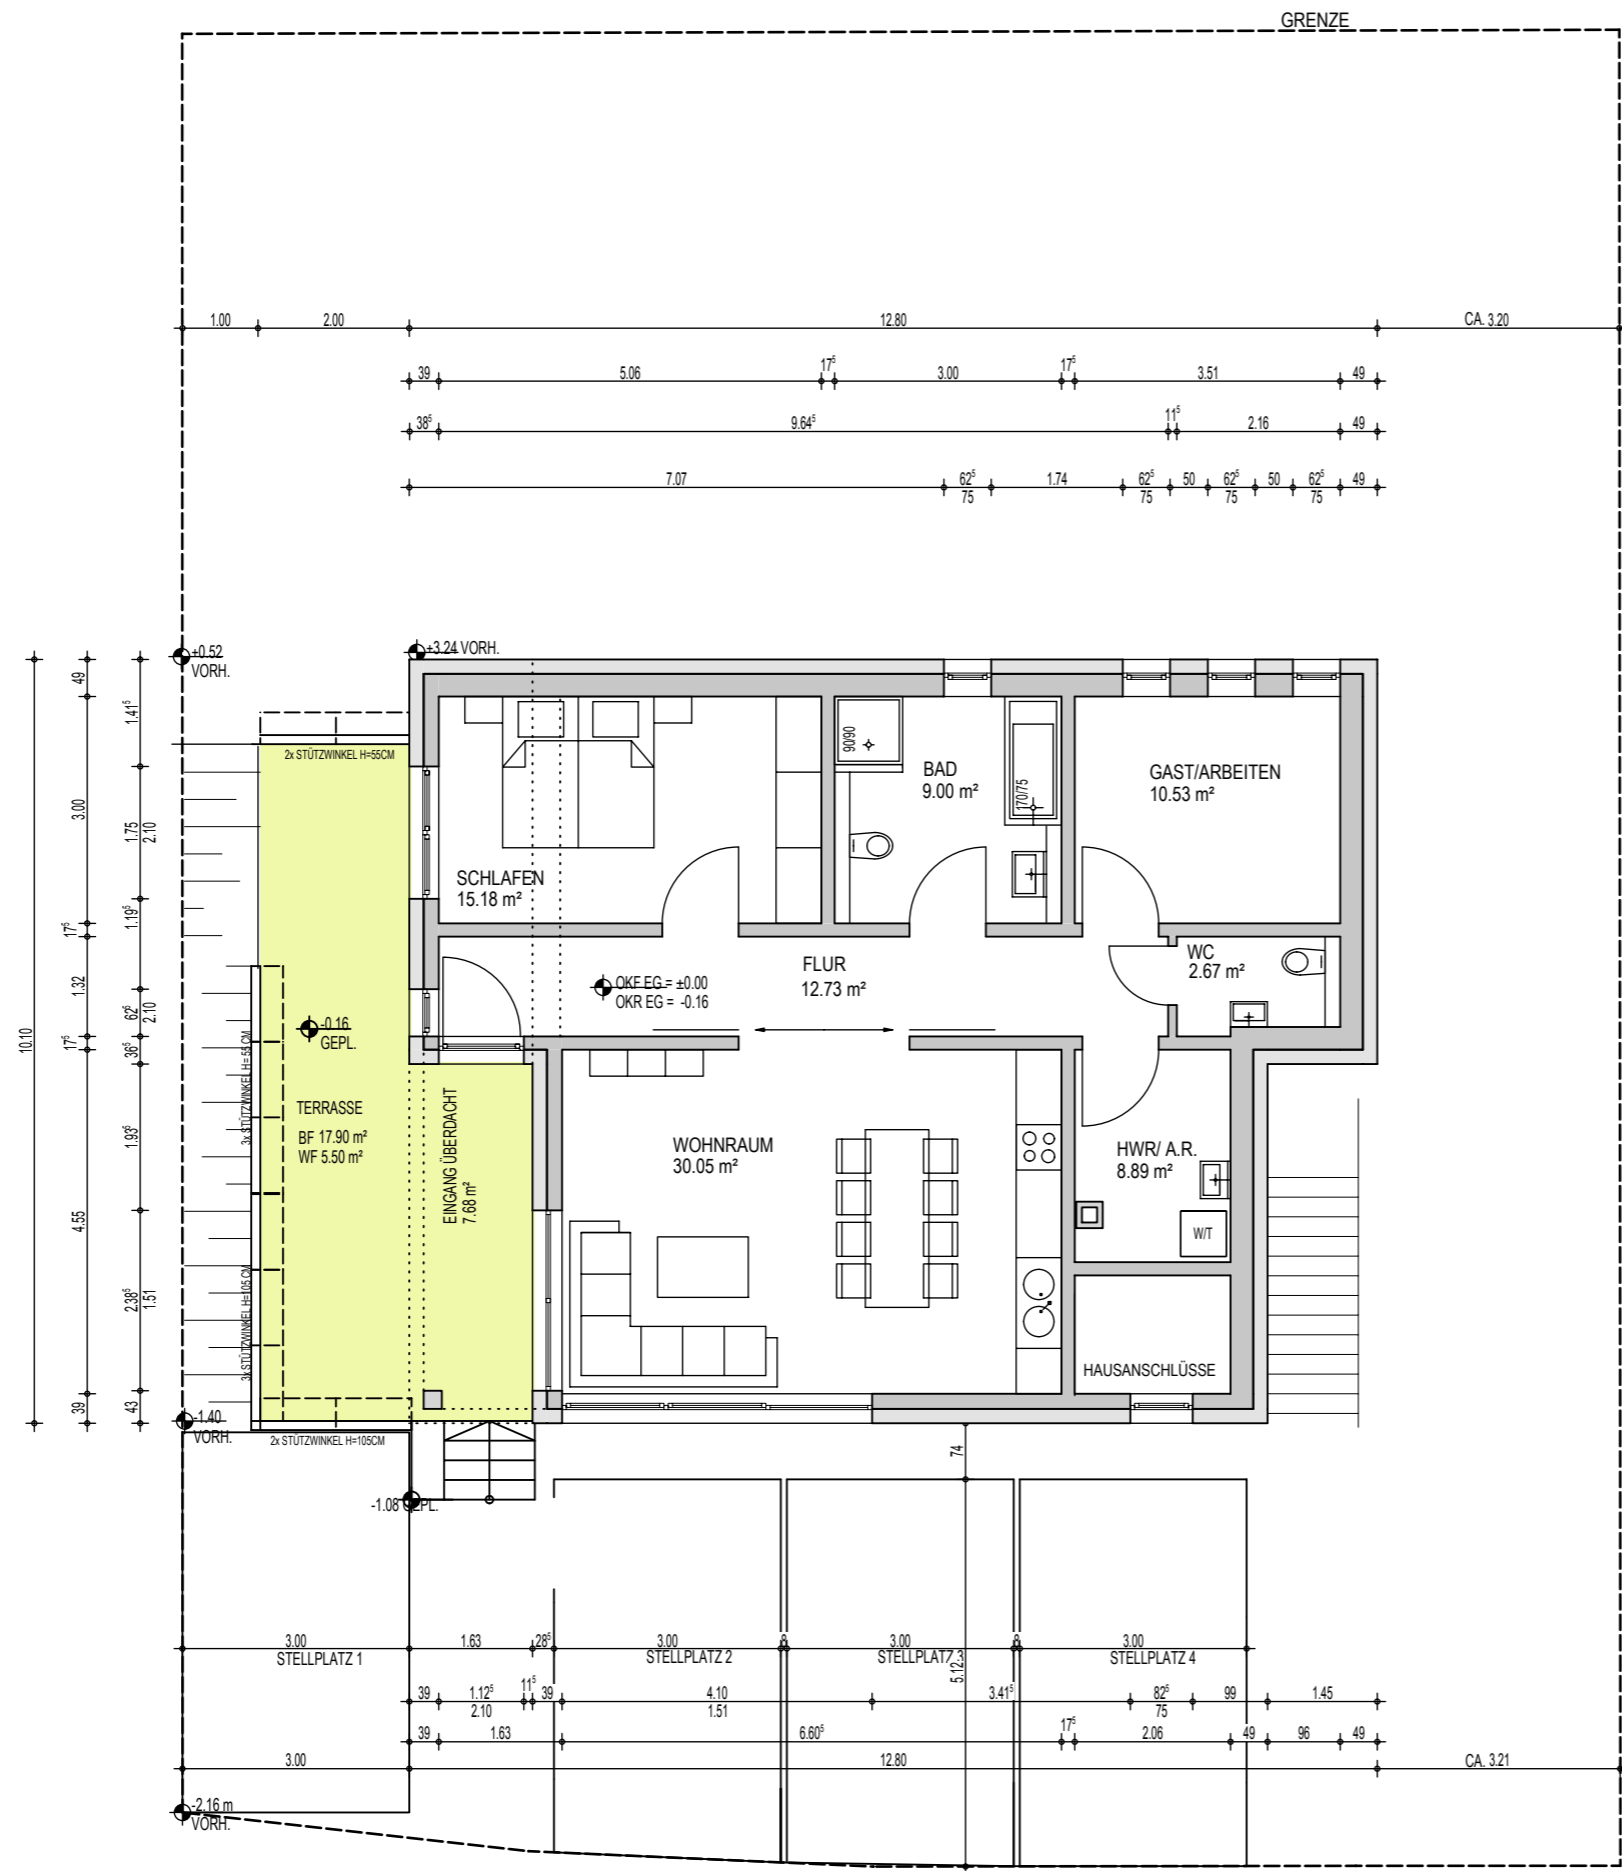 GRENZE
1.00 2.00 12.80 CA. 3.20
39 5.06 17⁵ 3.00 17⁵ 3.51 49
38⁵ 9.64⁵ 11⁵ 2.16 49
7.07 62⁵ 1.74 62⁵ 50 62⁵ 50 62⁵ 49
75 75 75 75
+0.52
VORH.
+3.24 VORH.
10.10
49 3.00 17⁵ 1.32 17⁵ 4.55 39
1.41⁵ 1.75 1.19⁵ 62⁵ 36⁵ 1.93⁵ 2.38⁵ 43
2.10 2.10 1.51
2x STÜTZWINKEL H=55CM
90/90
BAD
9.00 m²
170/75
GAST/ARBEITEN
10.53 m²
SCHLAFEN
15.18 m²
FLUR
12.73 m²
WC
2.67 m²
OKF EG = ±0.00
OKR EG = -0.16
-0.16
GEPL.
3x STÜTZWINKEL H= 55 CM
TERRASSE
BF 17.90 m²
WF 5.50 m²
EINGANG ÜBERDACHT
7.68 m²
WOHNRAUM
30.05 m²
HWR/ A.R.
8.89 m²
W/T
3x STÜTZWINKEL H=105 CM
HAUSANSCHLÜSSE
-1.40
VORH.
2x STÜTZWINKEL H=105CM
74
-1.08 GEPL.
3.00 1.63 28⁵ 3.00 8 3.00 8 3.00
STELLPLATZ 1 STELLPLATZ 2 STELLPLATZ 3 STELLPLATZ 4
5.12
39 1.12⁵ 11⁵ 39 4.10 3.41⁵ 82⁵ 99 1.45
2.10 1.51 75
39 1.63 6.60⁵ 17⁵ 2.06 49 96 49
3.00 12.80 CA. 3.21
-2.16 m
VORH.